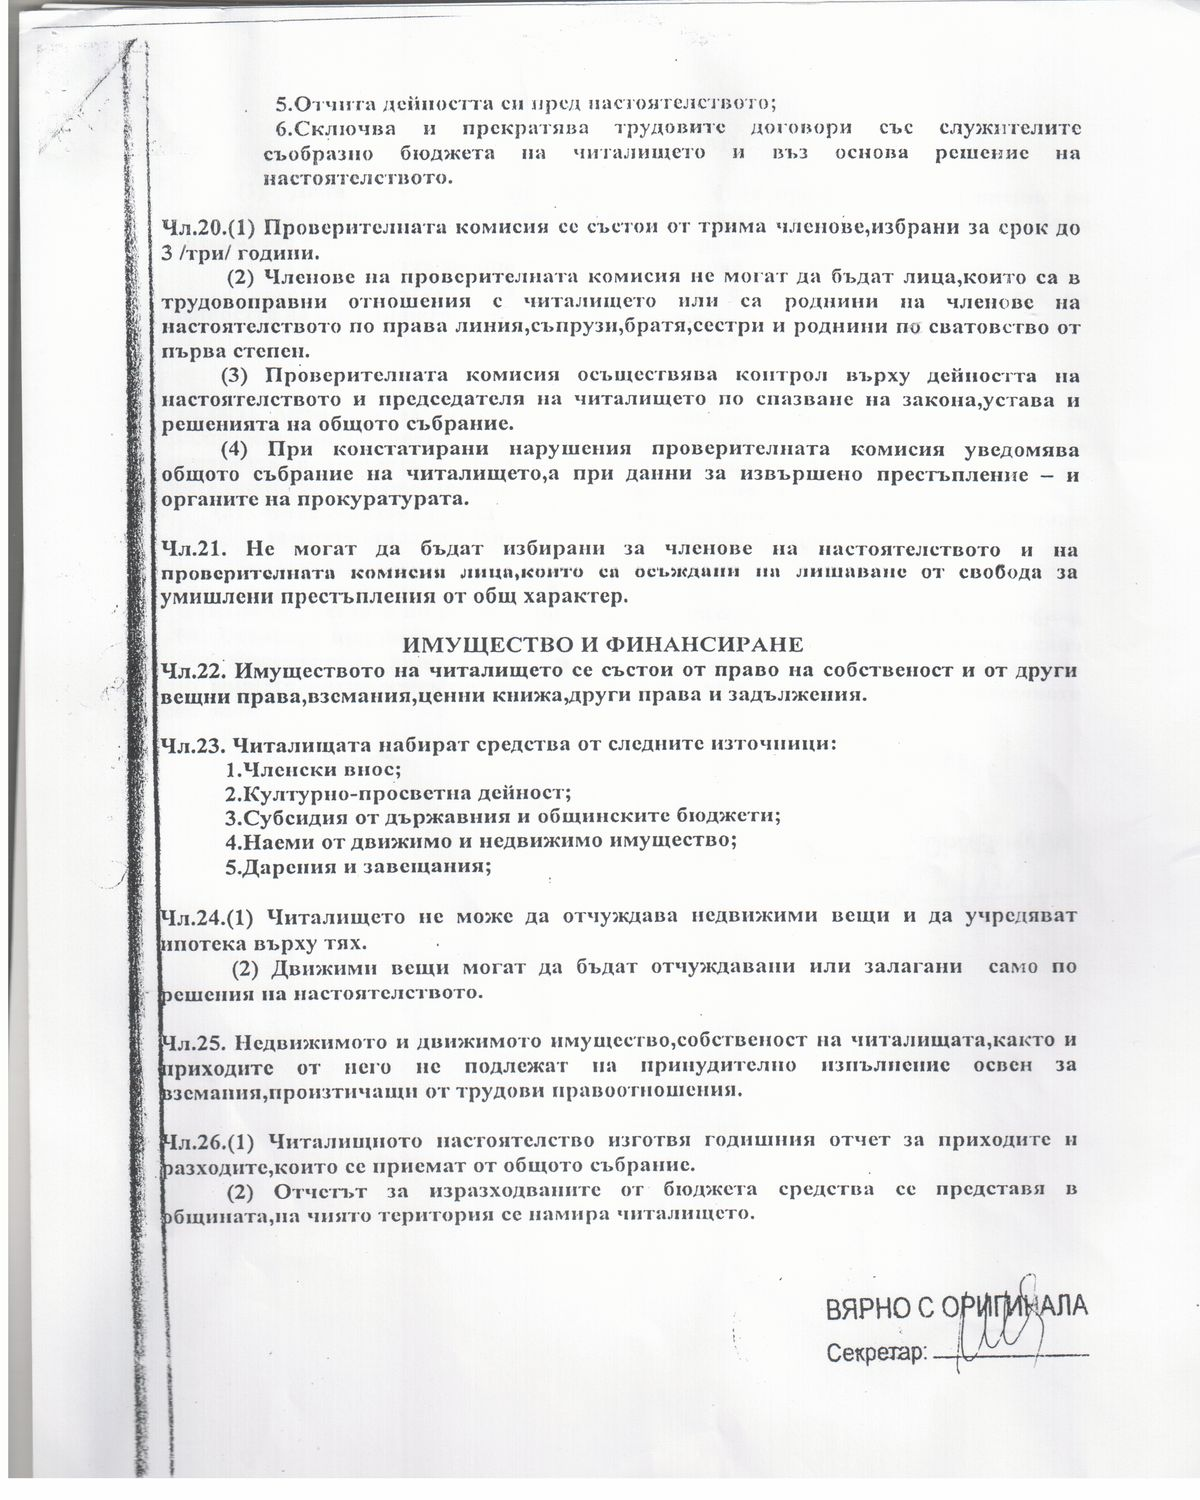 5.Отчита дейността си пред настоятелството;
6.Сключва и прекратява трудовите договори със служителите
съобразно бюджета на читалището и въз основа решение на
настоятелството.
Чл.20.(1) Проверителната комисия се състои от трима членове,избрани за срок до
3 /три/ години.
(2) Членове на проверителната комисия не могат да бъдат лица,които са в
трудовоправни отношения с читалището или са роднини на членове на
настоятелството по права линия,съпрузи,братя,сестри и роднини по сватовство от
първа степен.
(3) Проверителната комисия осъществява контрол върху дейността на
настоятелството и председателя на читалището по спазване на закона,устава и
решенията на общото събрание.
(4) При констатирани нарушения проверителната комисия уведомява
общото събрание на читалището,а при данни за извършено престъпление – и
органите на прокуратурата.
Чл.21. Не могат да бъдат избирани за членове на настоятелството и на
проверителната комисия лица,които са осъждани на лишаване от свобода за
умишлени престъпления от общ характер.
ИМУЩЕСТВО И ФИНАНСИРАНЕ
Чл.22. Имуществото на читалището се състои от право на собственост и от други
вещни права,вземания,ценни книжа,други права и задължения.
Чл.23. Читалищата набират средства от следните източници:
1.Членски внос;
2.Културно-просветна дейност;
3.Субсидия от държавния и общинските бюджети;
4.Наеми от движимо и недвижимо имущество;
5.Дарения и завещания;
Чл.24.(1) Читалището не може да отчуждава недвижими вещи и да учредяват
ипотека върху тях.
(2) Движими вещи могат да бъдат отчуждавани или залагани само по
решения на настоятелството.
Чл.25. Недвижимото и движимото имущество,собственост на читалищата,както и
приходите от него не подлежат на принудително изпълнение освен за
вземания,произтичащи от трудови правоотношения.
Чл.26.(1) Читалищното настоятелство изготвя годишния отчет за приходите и
разходите,които се приемат от общото събрание.
(2) Отчетът за изразходваните от бюджета средства се представя в
общината,на чиято територия се намира читалището.
ВЯРНО С ОРИГИНАЛА
Секретар: